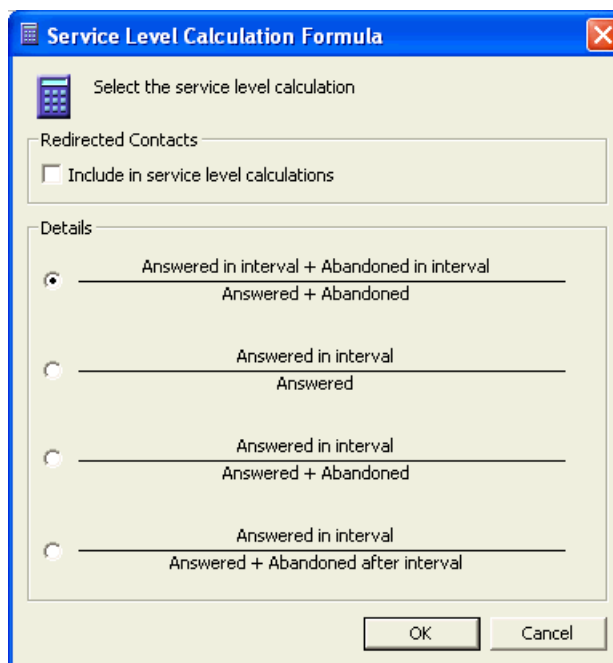 Service Level Calculation Formula
Select the service level calculation
Redirected Contacts
Include in service level calculations
Details
Answered in interval + Abandoned in interval
Answered + Abandoned
Answered in interval
Answered
Answered in interval
Answered + Abandoned
Answered in interval
Answered + Abandoned after interval
OK Cancel